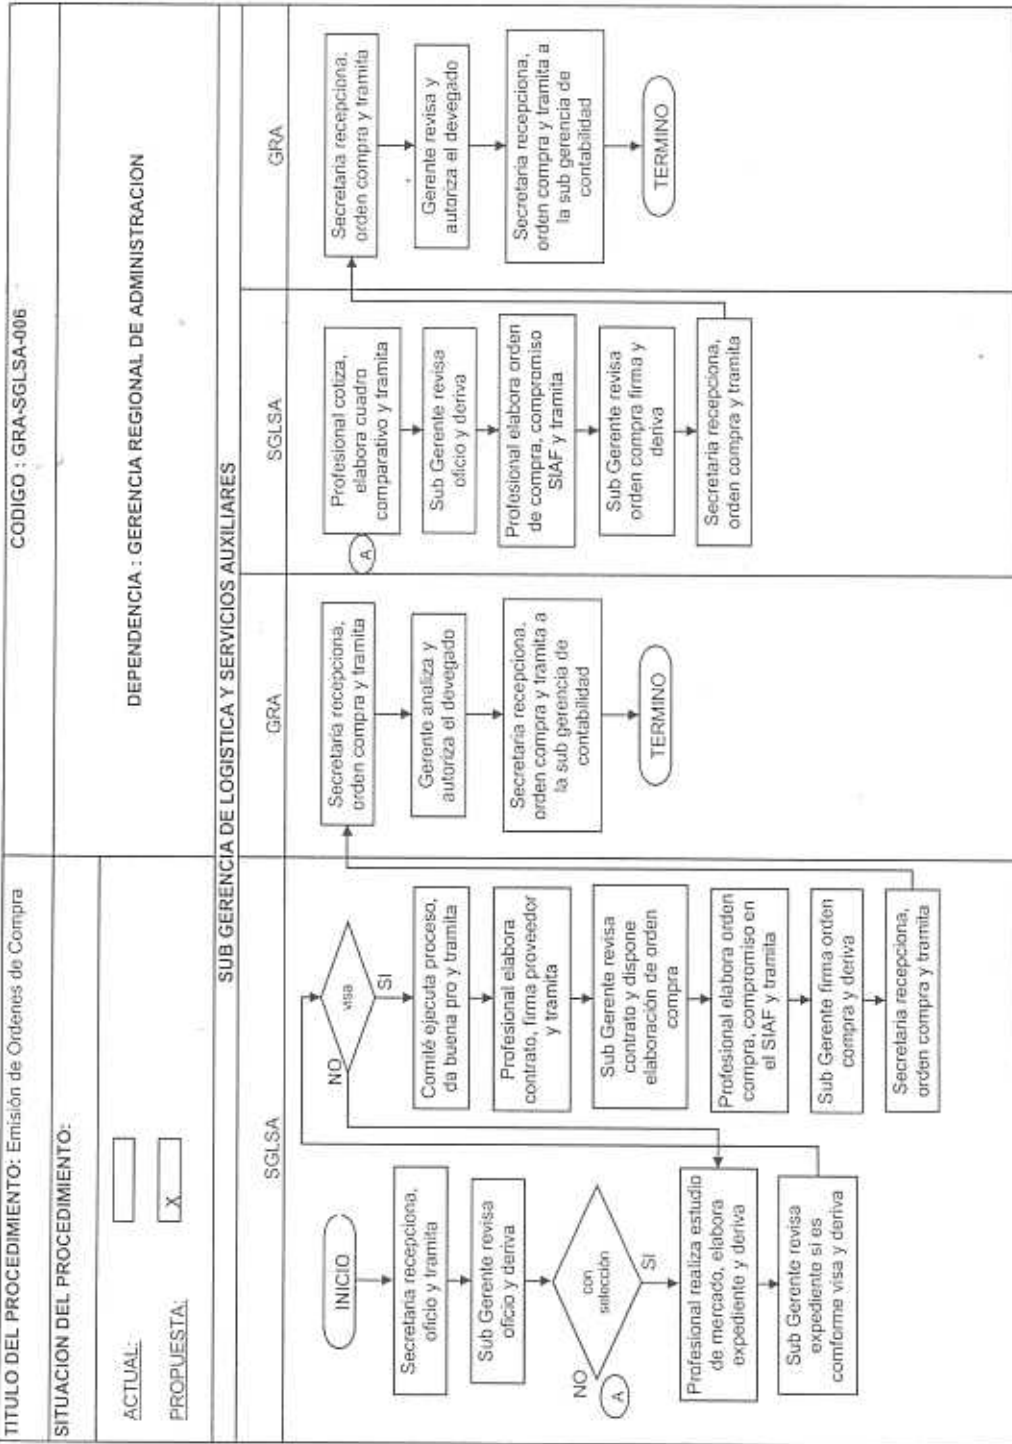 TITULO DEL PROCEDIMIENTO: Emisión de Ordenes de Compra
CODIGO : GRA-SGLSA-006
SITUACION DEL PROCEDIMIENTO:
ACTUAL:
PROPUESTA:
X
DEPENDENCIA : GERENCIA REGIONAL DE ADMINISTRACION
SUB GERENCIA DE LOGISTICA Y SERVICIOS AUXILIARES
SGLSA
GRA
SGLSA
GRA
INICIO
Secretaria recepciona,
oficio y tramita
Sub Gerente revisa
oficio y deriva
con
selección
NO
A
SI
Profesional realiza estudio
de mercado, elabora
expediente y deriva
Sub Gerente revisa
expediente si es
comforme visa y deriva
visa
NO
SI
Comité ejecuta proceso,
da buena pro y tramita
Profesional elabora
contrato, firma proveedor
y tramita
Sub Gerente revisa
contrato y dispone
elaboración de orden
compra
Profesional elabora orden
compra, compromiso en
el SIAF y tramita
Sub Gerente firma orden
compra y deriva
Secretaria recepciona,
orden compra y tramita
Secretaria recepciona,
orden compra y tramita
Gerente analiza y
autoriza el devegado
Secretaria recepciona,
orden compra y tramita a
la sub gerencia de
contabilidad
TERMINO
A
Profesional cotiza,
elabora cuadro
comparativo y tramita
Sub Gerente revisa
oficio y deriva
Profesional elabora orden
de compra, compromiso
SIAF y tramita
Sub Gerente revisa
orden compra firma y
deriva
Secretaria recepciona,
orden compra y tramita
Secretaria recepciona,
orden compra y tramita
Gerente revisa y
autoriza el devegado
Secretaria recepciona,
orden compra y tramita a
la sub gerencia de
contabilidad
TERMINO